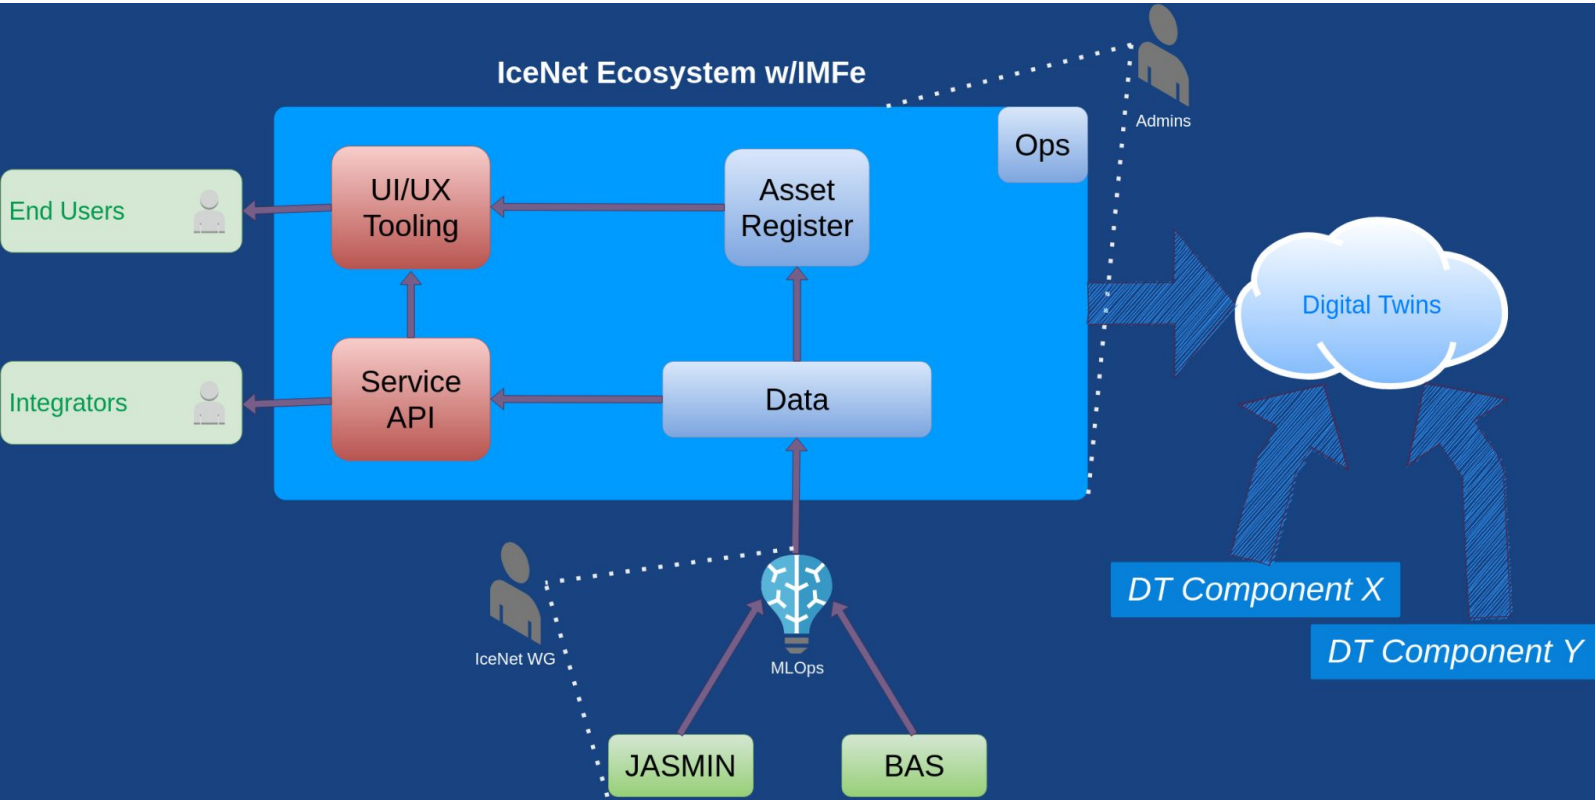 IceNet Ecosystem w/IMFe
Admins
Ops
UI/UX
Tooling
Asset
Register
End Users
Digital Twins
Service
API
Data
Integrators
DT Component X
DT Component Y
IceNet WG
MLOps
JASMIN
BAS